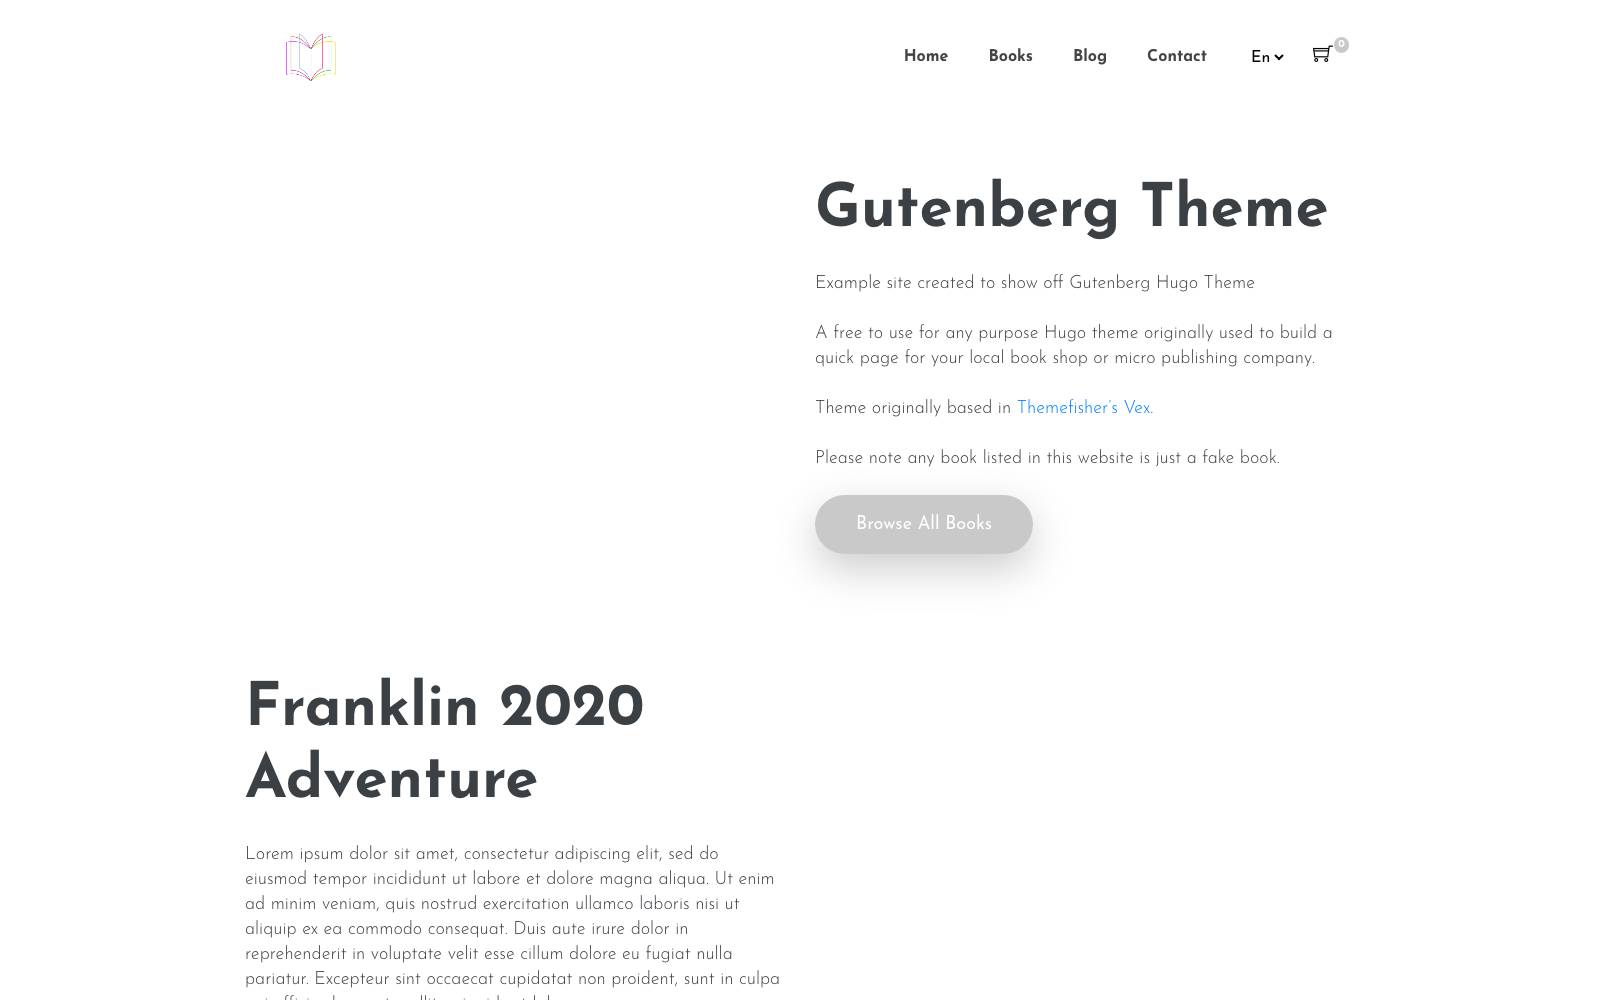 Home Books Blog Contact En 0
Gutenberg Theme
Example site created to show off Gutenberg Hugo Theme
A free to use for any purpose Hugo theme originally used to build a
quick page for your local book shop or micro publishing company.
Theme originally based in Themefisher's Vex.
Please note any book listed in this website is just a fake book.
Browse All Books
Franklin 2020
Adventure
Lorem ipsum dolor sit amet, consectetur adipiscing elit, sed do
eiusmod tempor incididunt ut labore et dolore magna aliqua. Ut enim
ad minim veniam, quis nostrud exercitation ullamco laboris nisi ut
aliquip ex ea commodo consequat. Duis aute irure dolor in
reprehenderit in voluptate velit esse cillum dolore eu fugiat nulla
pariatur. Excepteur sint occaecat cupidatat non proident, sunt in culpa